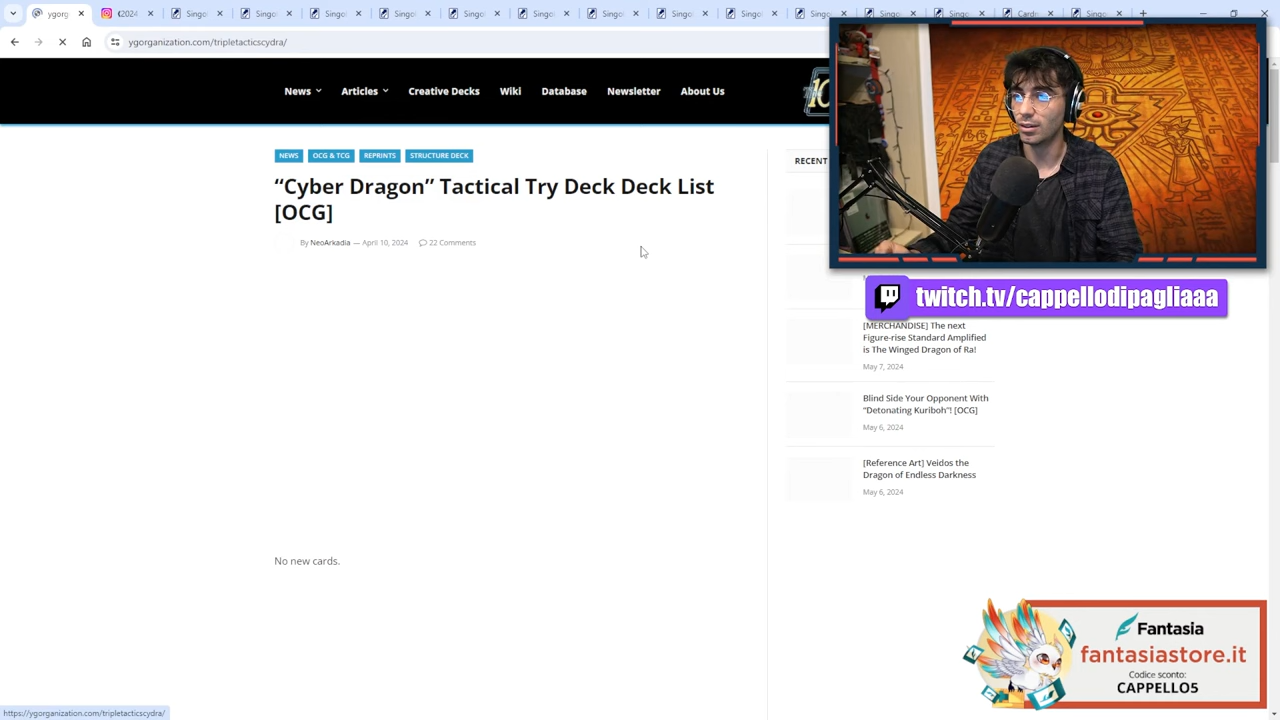 ygorg
ygorganization.com/tripletacticscydra/
News
Articles
Creative Decks
Wiki
Database
Newsletter
About Us
NEWS
OCG & TCG
REPRINTS
STRUCTURE DECK
“Cyber Dragon” Tactical Try Deck Deck List
[OCG]
By NeoArkadia — April 10, 2024
22 Comments
No new cards.
RECENT
twitch.tv/cappellodipagliaaa
[MERCHANDISE] The next
Figure-rise Standard Amplified
is The Winged Dragon of Ra!
May 7, 2024
Blind Side Your Opponent With
“Detonating Kuriboh”! [OCG]
May 6, 2024
[Reference Art] Veidos the
Dragon of Endless Darkness
May 6, 2024
Fantasia
fantasiastore.it
Codice sconto:
CAPPELLO5
https://ygorganization.com/tripletacticscydra/